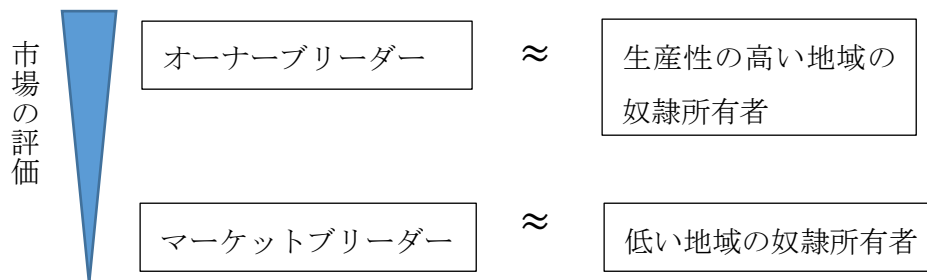 市場の評価
オーナーブリーダー
≈
生産性の高い地域の
奴隷所有者
マーケットブリーダー
≈
低い地域の奴隷所有者